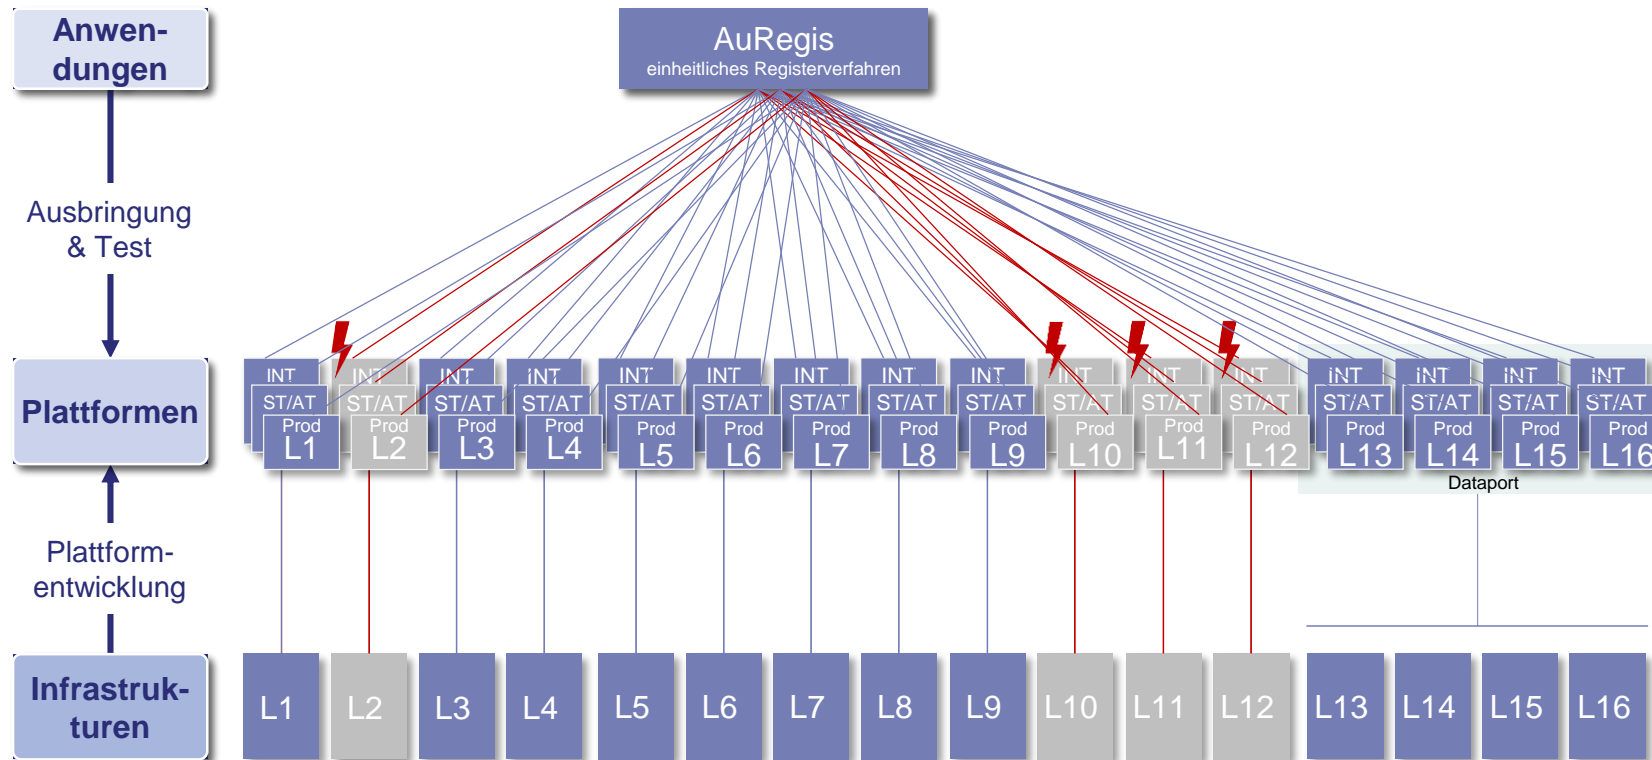 Anwen-
dungen
AuRegis
einheitliches Registerverfahren
Ausbringung
& Test
Plattformen
INT INT INT INT INT INT INT INT INT INT INT INT INT INT INT INT
ST/AT ST/AT ST/AT ST/AT ST/AT ST/AT ST/AT ST/AT ST/AT ST/AT ST/AT ST/AT ST/AT ST/AT ST/AT ST/AT
Prod Prod Prod Prod Prod Prod Prod Prod Prod Prod Prod Prod Prod Prod Prod Prod
L1 L2 L3 L4 L5 L6 L7 L8 L9 L10 L11 L12 L13 L14 L15 L16
Dataport
Plattform-
entwicklung
Infrastruk-
turen
L1 L2 L3 L4 L5 L6 L7 L8 L9 L10 L11 L12 L13 L14 L15 L16